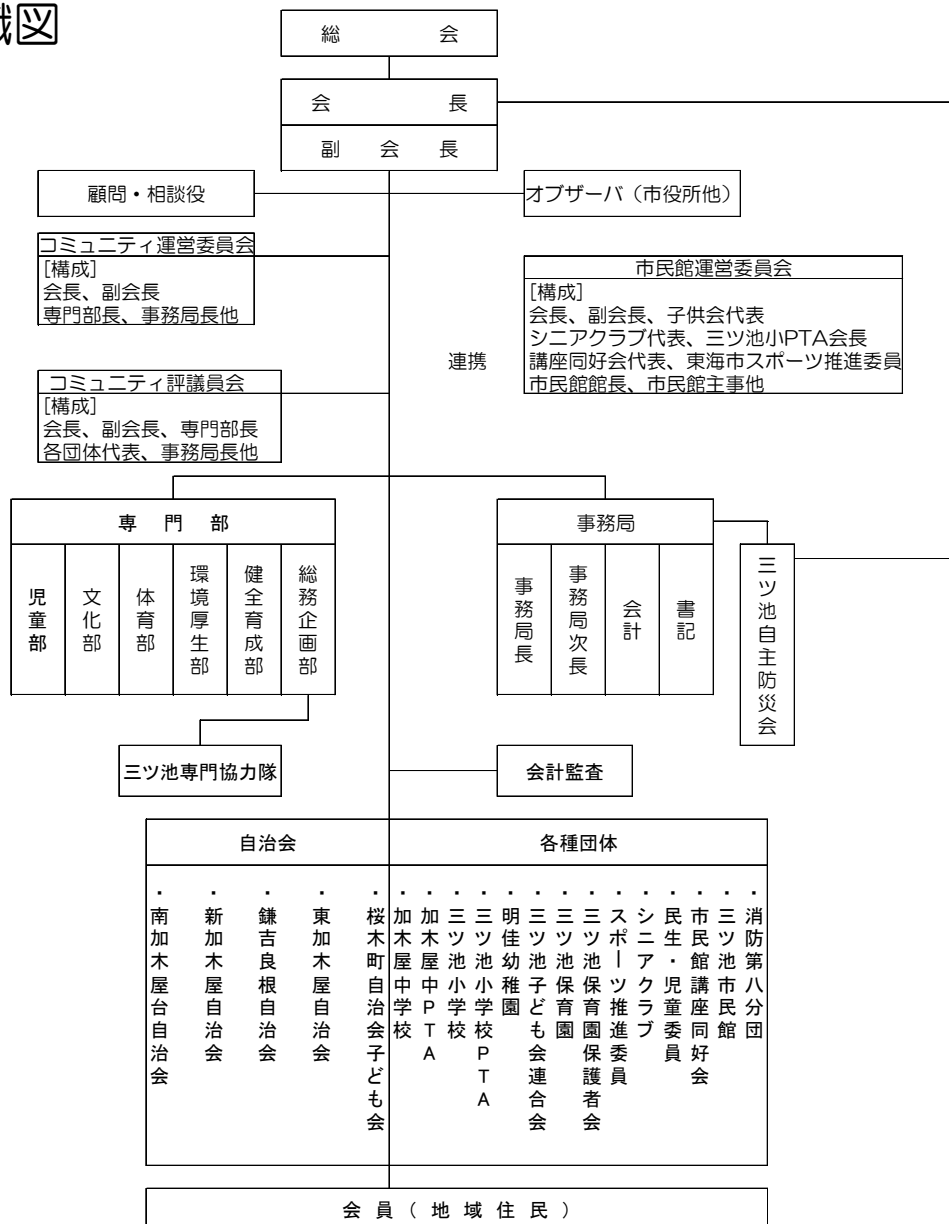 織図
総会
会長
副会長
顧問・相談役
オブザーバ（市役所他）
コミュニティ運営委員会
[構成]
会長、副会長
専門部長、事務局長他
市民館運営委員会
[構成]
会長、副会長、子供会代表
シニアクラブ代表、三ツ池小PTA会長
講座同好会代表、東海市スポーツ推進委員
市民館館長、市民館主事他
連携
コミュニティ評議員会
[構成]
会長、副会長、専門部長
各団体代表、事務局長他
専門部
児童部
文化部
体育部
環境厚生部
健全育成部
総務企画部
事務局
事務局長
事務局次長
会計
書記
三ツ池自主防災会
三ツ池専門協力隊
会計監査
自治会
・南加木屋台自治会
・新加木屋自治会
・鎌吉良根自治会
・東加木屋自治会
・桜木町自治会子ども会
各種団体
・加木屋中学校
・加木屋中PTA
・三ツ池小学校
・三ツ池小学校PTA
・明佳幼稚園
・三ツ池子ども会連合会
・三ツ池保育園
・三ツ池保育園保護者会
・スポーツ推進委員
・シニアクラブ
・民生・児童委員
・市民館講座同好会
・三ツ池市民館
・消防第八分団
会員(地域住民)